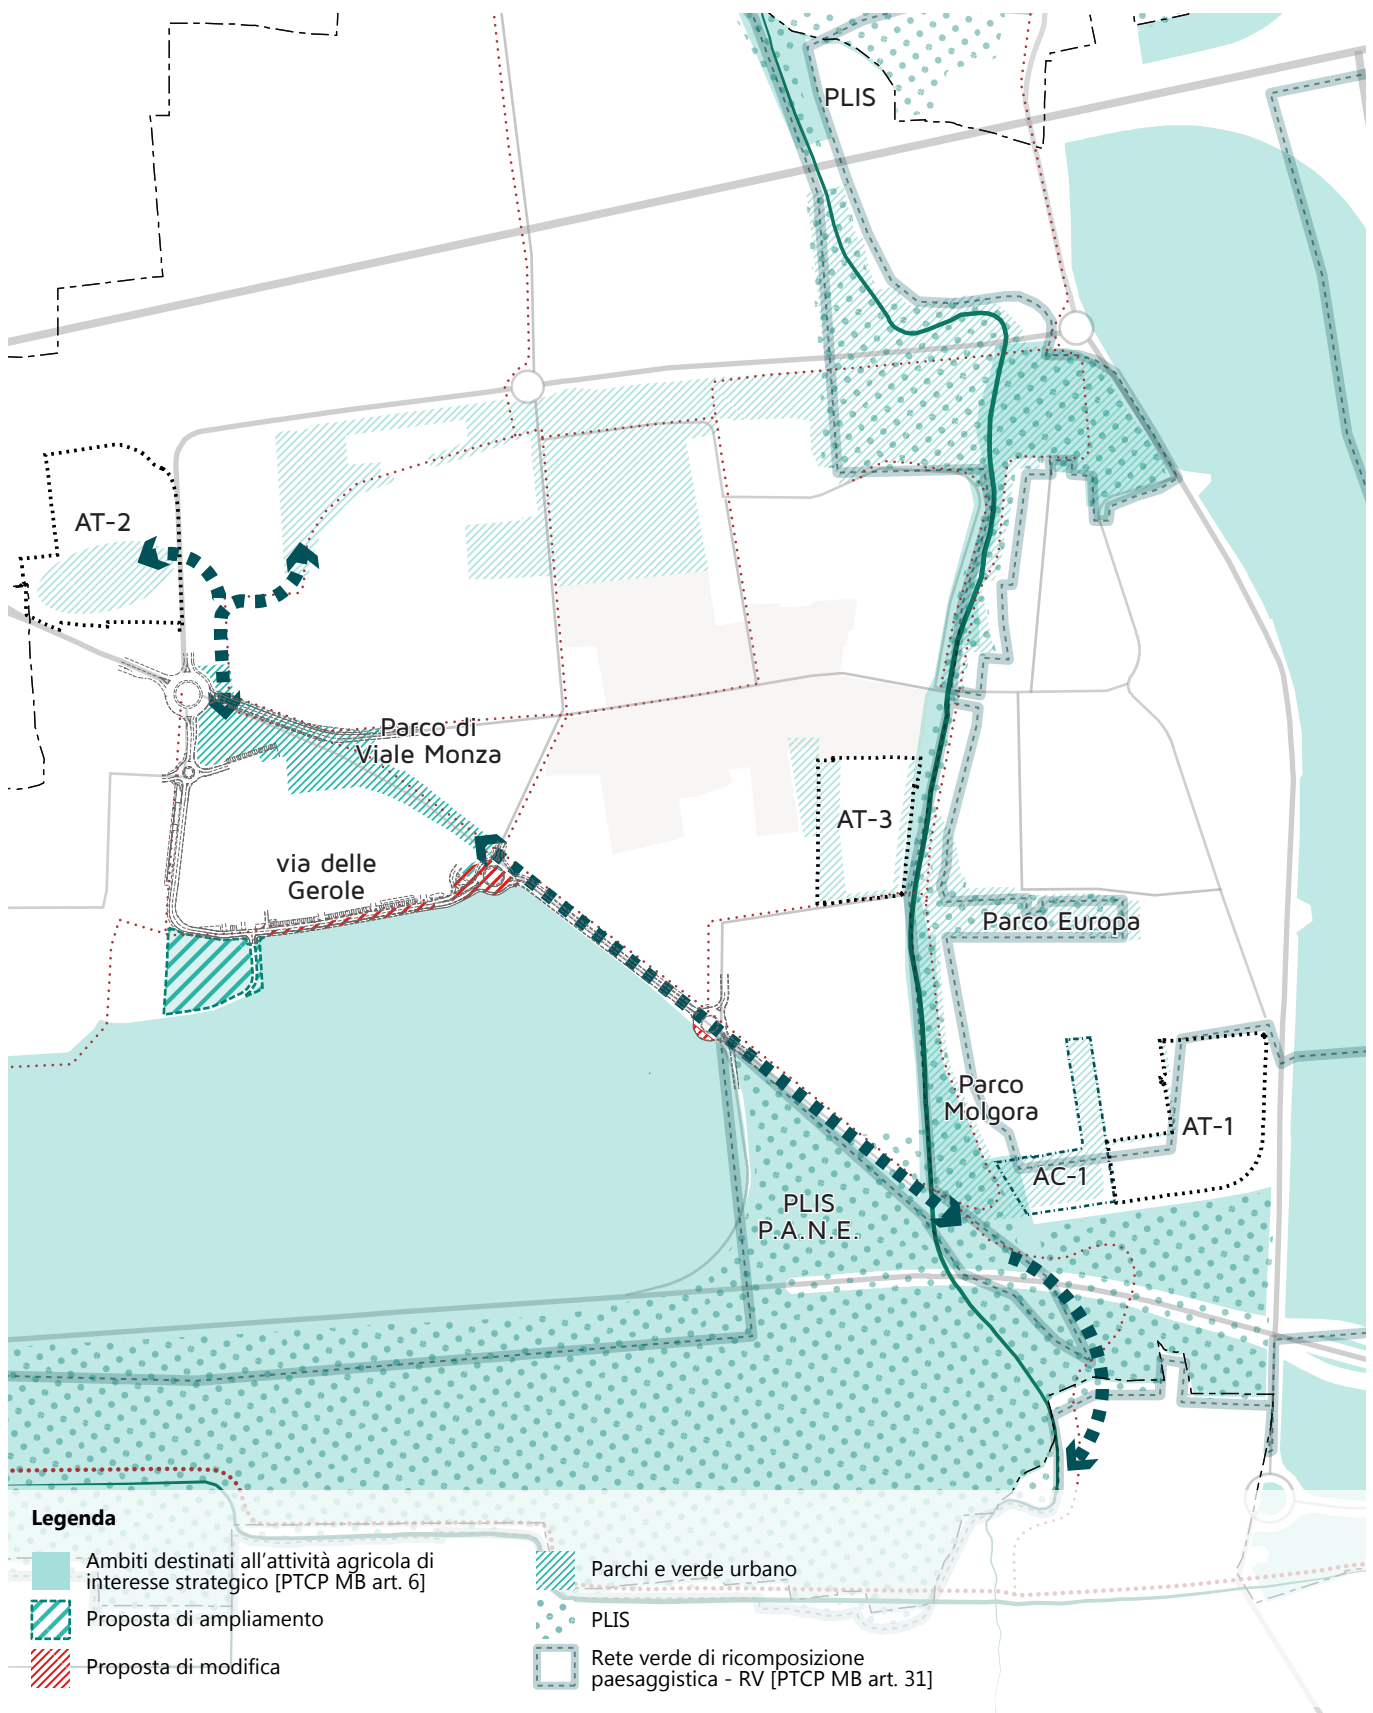 PLIS
AT-2
Parco di
Viale Monza
AT-3
via delle
Gerole
Parco Europa
Parco
Molgora
AT-1
AC-1
PLIS
P.A.N.E.
Legenda
Ambiti destinati all'attività agricola di
interesse strategico [PTCP MB art. 6]
Proposta di ampliamento
Proposta di modifica
Parchi e verde urbano
PLIS
Rete verde di ricomposizione
paesaggistica - RV [PTCP MB art. 31]